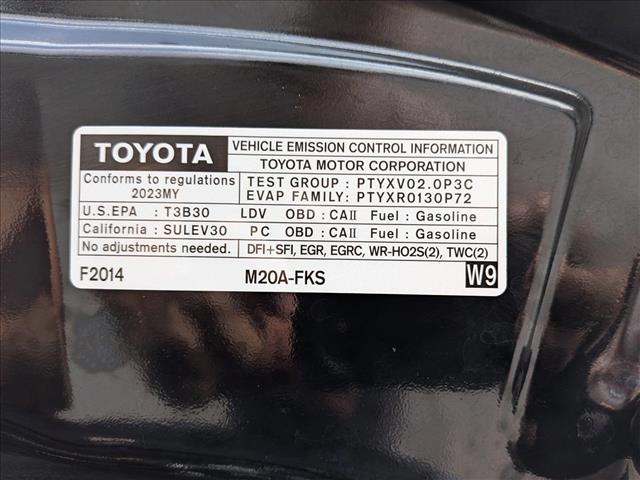 TOYOTA
VEHICLE EMISSION CONTROL INFORMATION
TOYOTA MOTOR CORPORATION
Conforms to regulations
2023MY
TEST GROUP : PTYXV02.0P3C
EVAP FAMILY: PTYXR0130P72
U.S.EPA : T3B30 LDV OBD : CAII Fuel : Gasoline
California : SULEV30 PC OBD : CAII Fuel : Gasoline
No adjustments needed. DFI+SFI, EGR, EGRC, WR-HO2S(2), TWC(2)
F2014 M20A-FKS W9